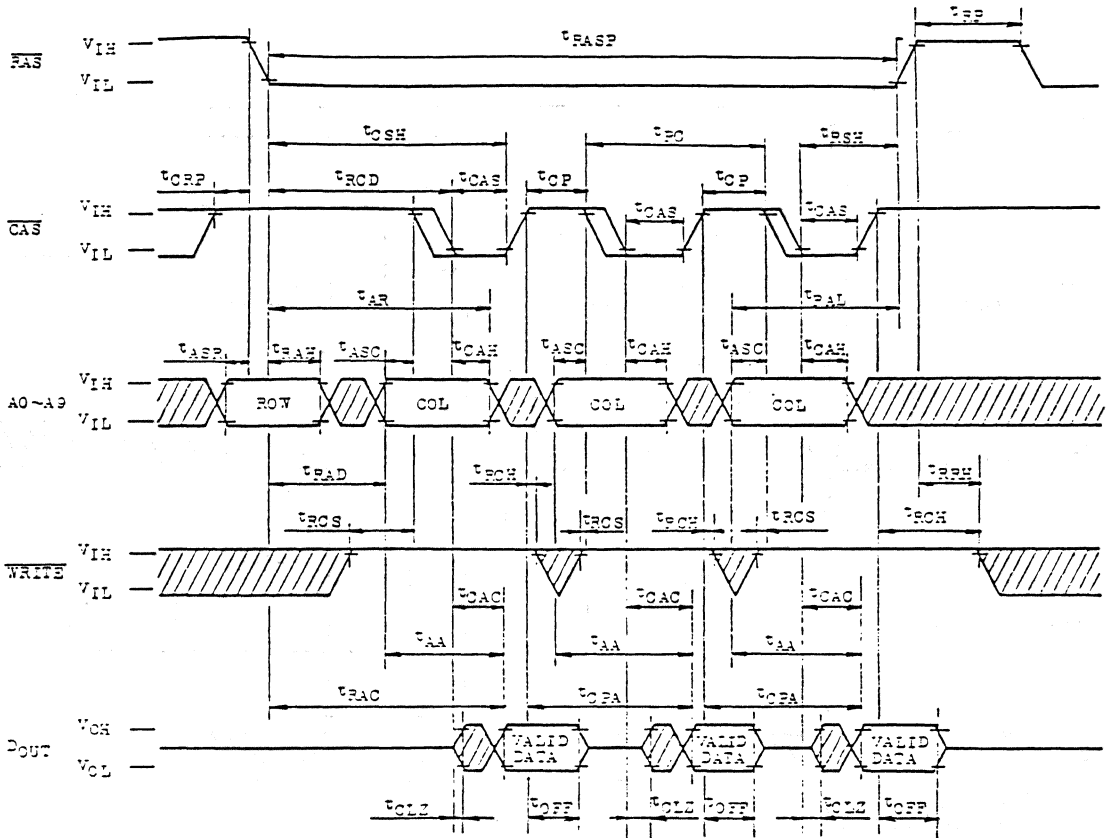 tRP
tRASP
RAS
VIH
VIL
tCSH
tPC
tRSH
tCRP
tRCD
tCAS
tCP
tCP
CAS
VIH
VIL
tCAS
tCAS
tAR
tRAL
tASR
tRAH
tASC
tCAH
tASC
tCAH
tASC
tCAH
A0~A9
VIH
VIL
ROW
COL
COL
COL
tRAD
tRCH
tRRH
tRCS
tRCS
tRCH
tRCS
tRCH
WRITE
VIH
VIL
tCAC
tCAC
tCAC
tAA
tAA
tAA
tRAC
tCPA
tCPA
DOUT
VOH
VOL
VALID DATA
VALID DATA
VALID DATA
tCLZ
tOFF
tCLZ
tOFF
tCLZ
tOFF